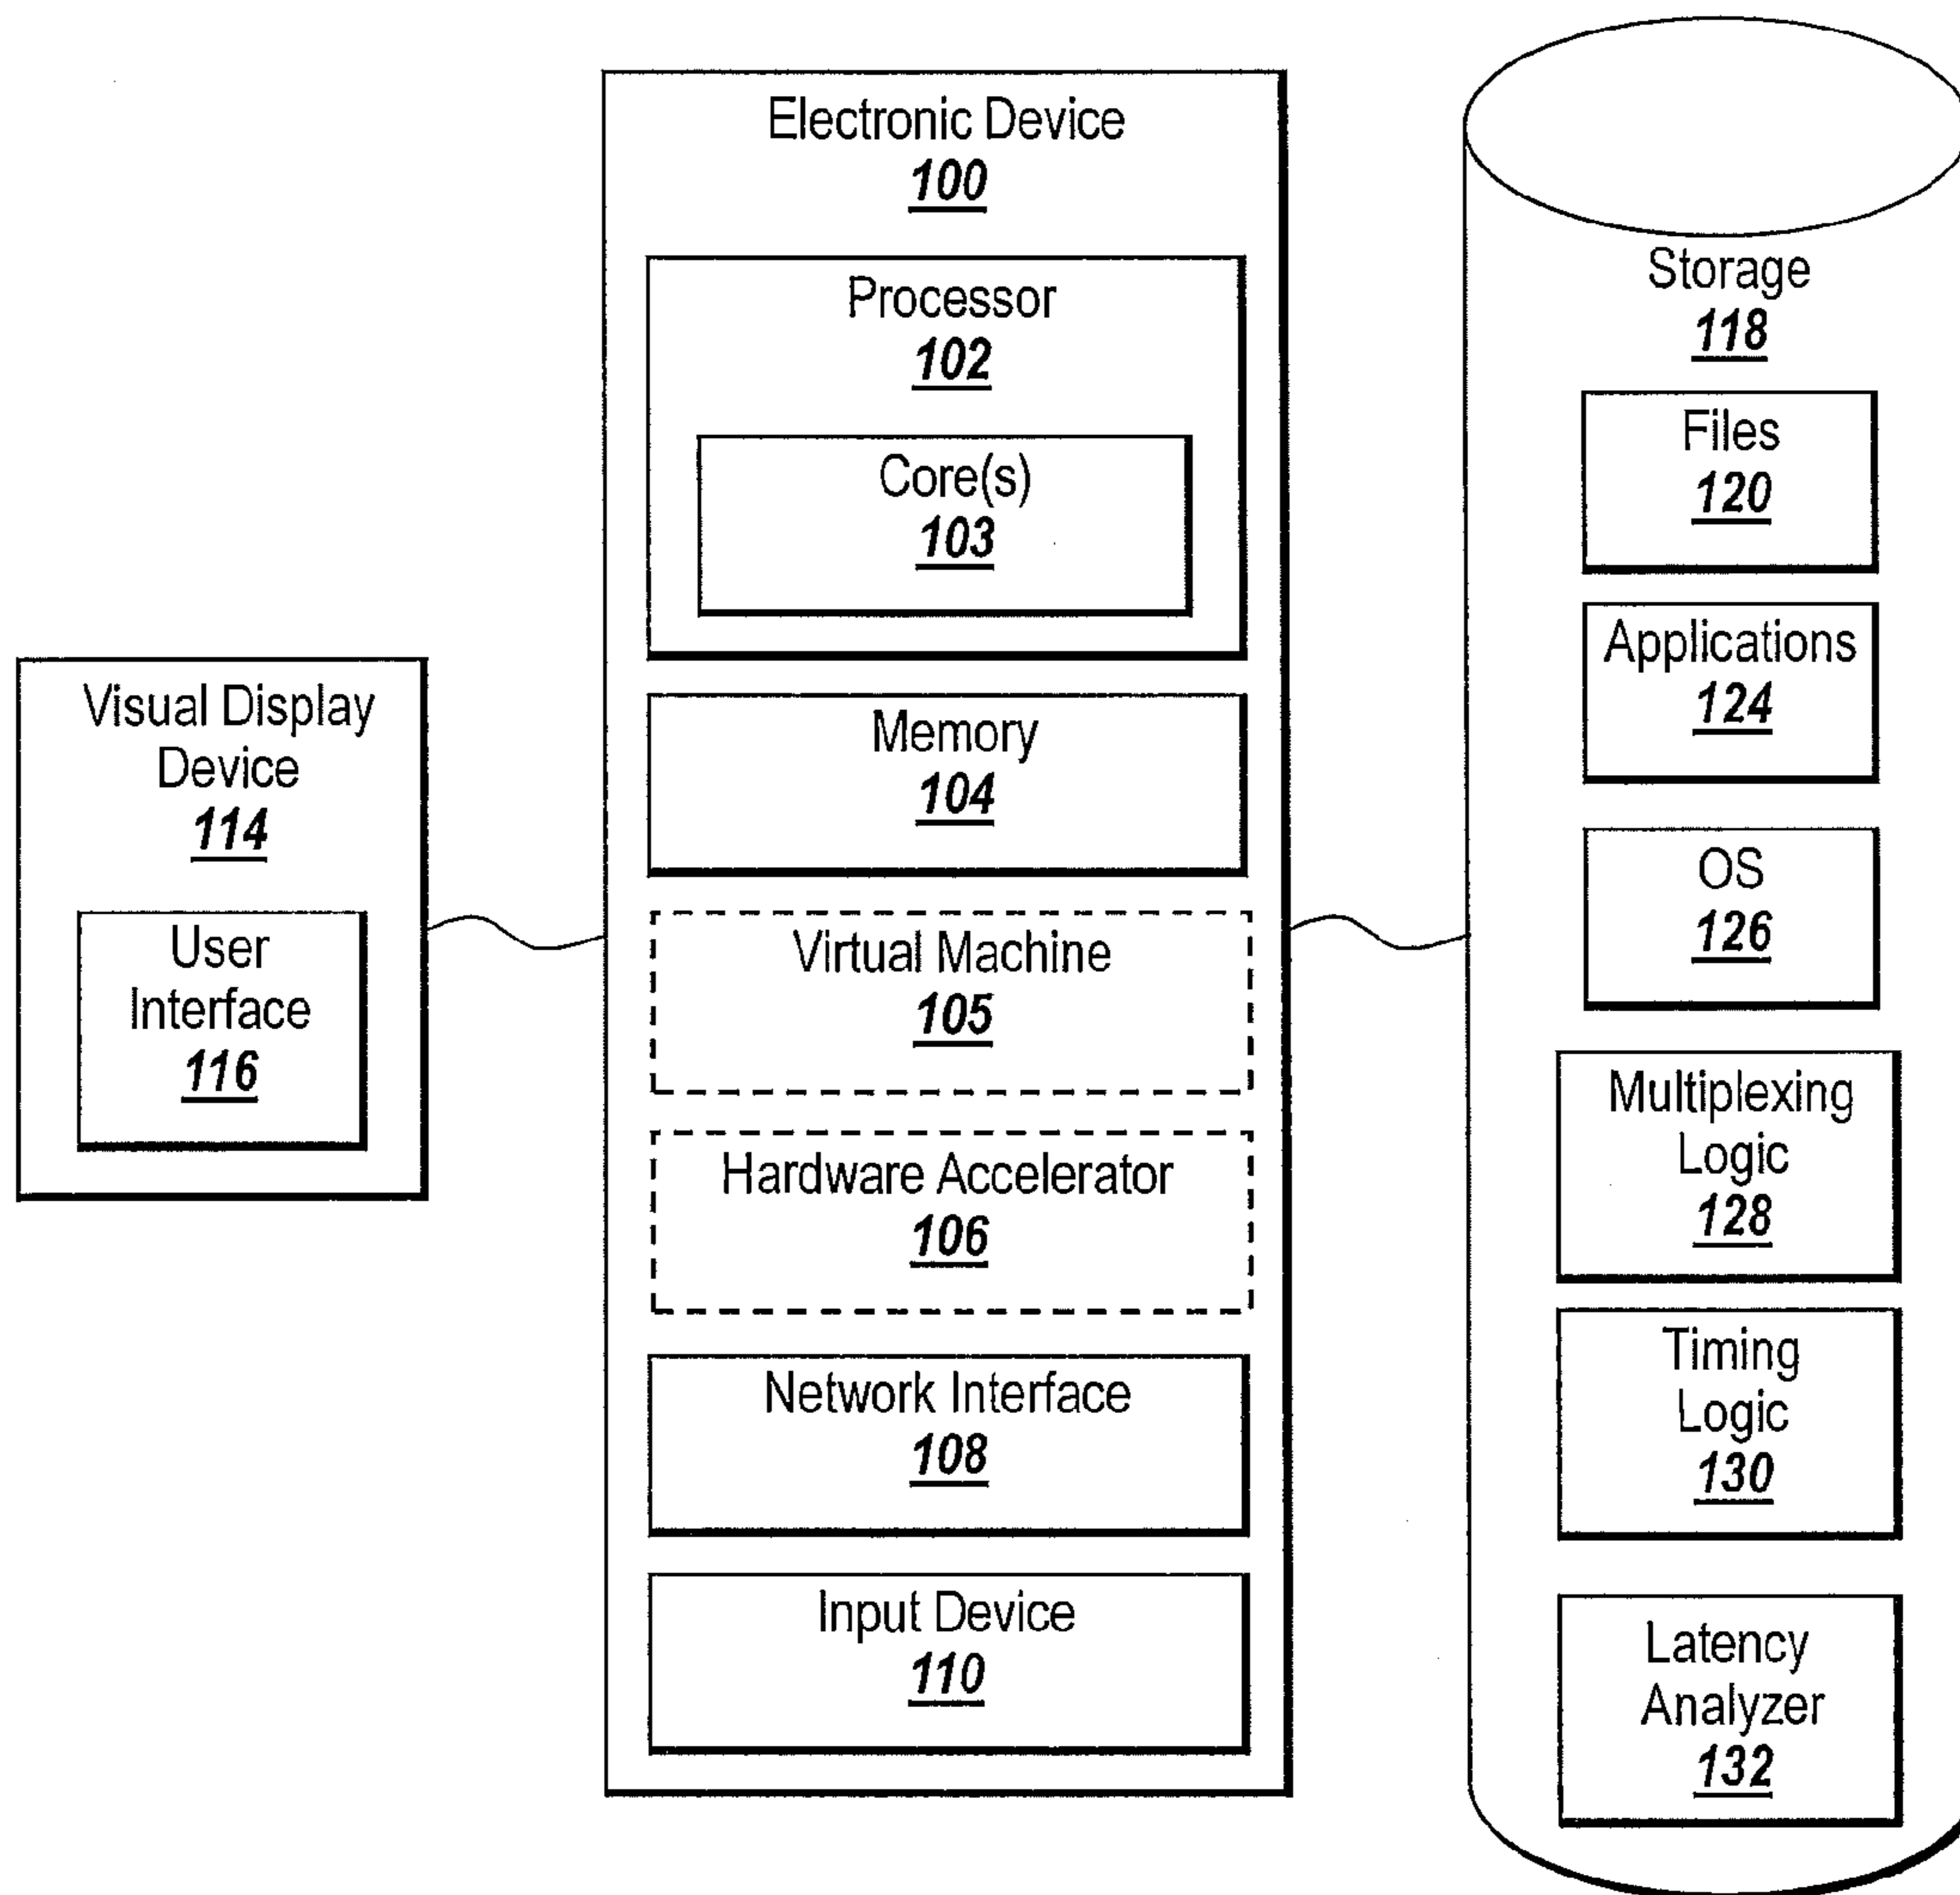 Electronic Device
100
Processor
102
Core(s)
103
Memory
104
Virtual Machine
105
Hardware Accelerator
106
Network Interface
108
Input Device
110
Visual Display
Device
114
User
Interface
116
Storage
118
Files
120
Applications
124
OS
126
Multiplexing
Logic
128
Timing
Logic
130
Latency
Analyzer
132